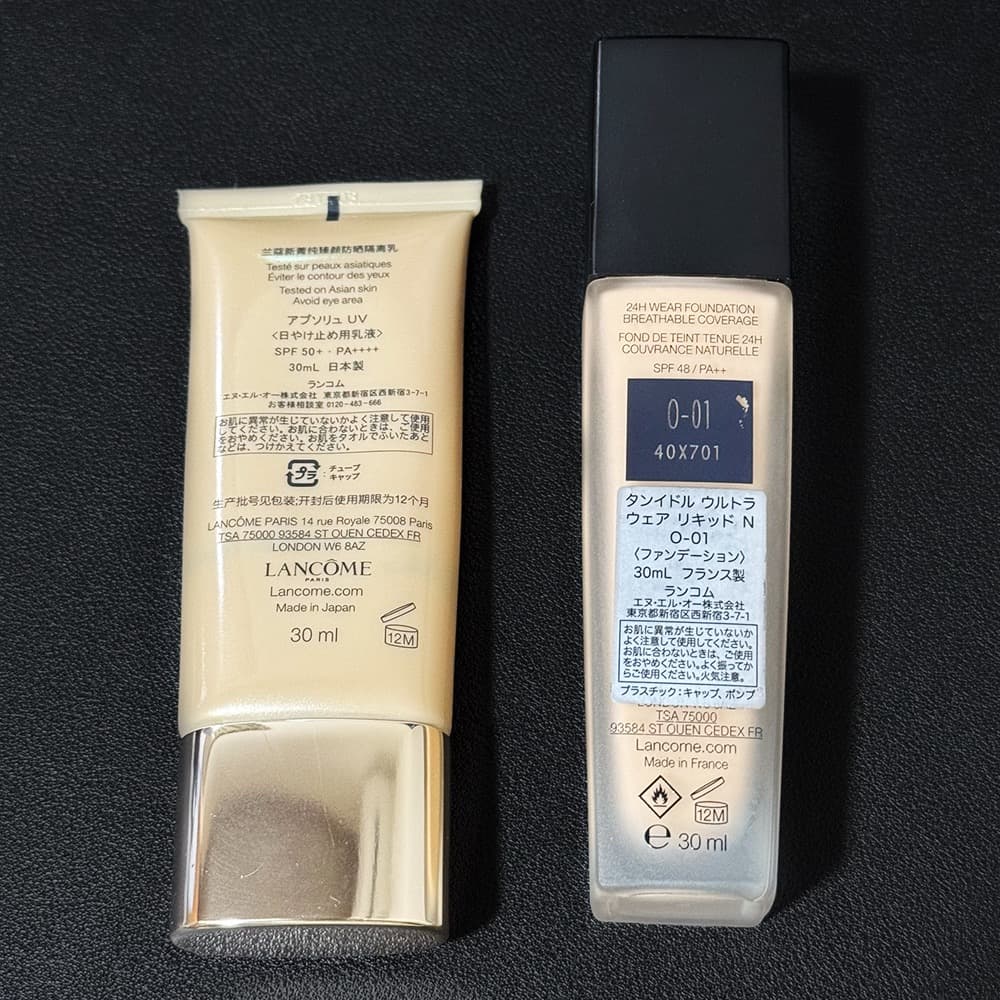 兰蔻新菁纯臻颜防晒隔离乳
Testé sur peaux asiatiques
Éviter le contour des yeux
Tested on Asian skin
Avoid eye area
アプソリュ UV
〈日やけ止め用乳液〉
SPF 50+ · PA++++
30mL 日本製
ランコム
エヌ・エル・オー株式会社 東京都新宿区西新宿3-7-1
お客様相談室 0120-483-666
お肌に異常が生じていないかよく注意して使用
してください。お肌に合わないときは、ご使用
をおやめください。お肌をタオルでふいたあと
などは、つけかえてください。
プラ
: チューブ
キャップ
生产批号见包装;开封后使用期限为12个月
LANCÔME PARIS 14 rue Royale 75008 Paris
TSA 75000 93584 ST OUEN CEDEX FR
LONDON W6 8AZ
LANCÔME
PARIS
Lancome.com
Made in Japan
30 ml
12M
24H WEAR FOUNDATION
BREATHABLE COVERAGE
FOND DE TEINT TENUE 24H
COUVRANCE NATURELLE
SPF 48 / PA++
O-01
40X701
タンイドル ウルトラ
ウェア リキッド N
O-01
〈ファンデーション〉
30mL フランス製
ランコム
エヌ・エル・オー株式会社
東京都新宿区西新宿3-7-1
お肌に異常が生じていないか
よく注意して使用してください。
お肌に合わないときは、ご使用
をおやめください。よく振ってか
らご使用ください。火気注意。
プラスチック:キャップ、ポンプ
LONDON W6 8AZ
TSA 75000
93584 ST OUEN CEDEX FR
Lancome.com
Made in France
12M
e 30 ml